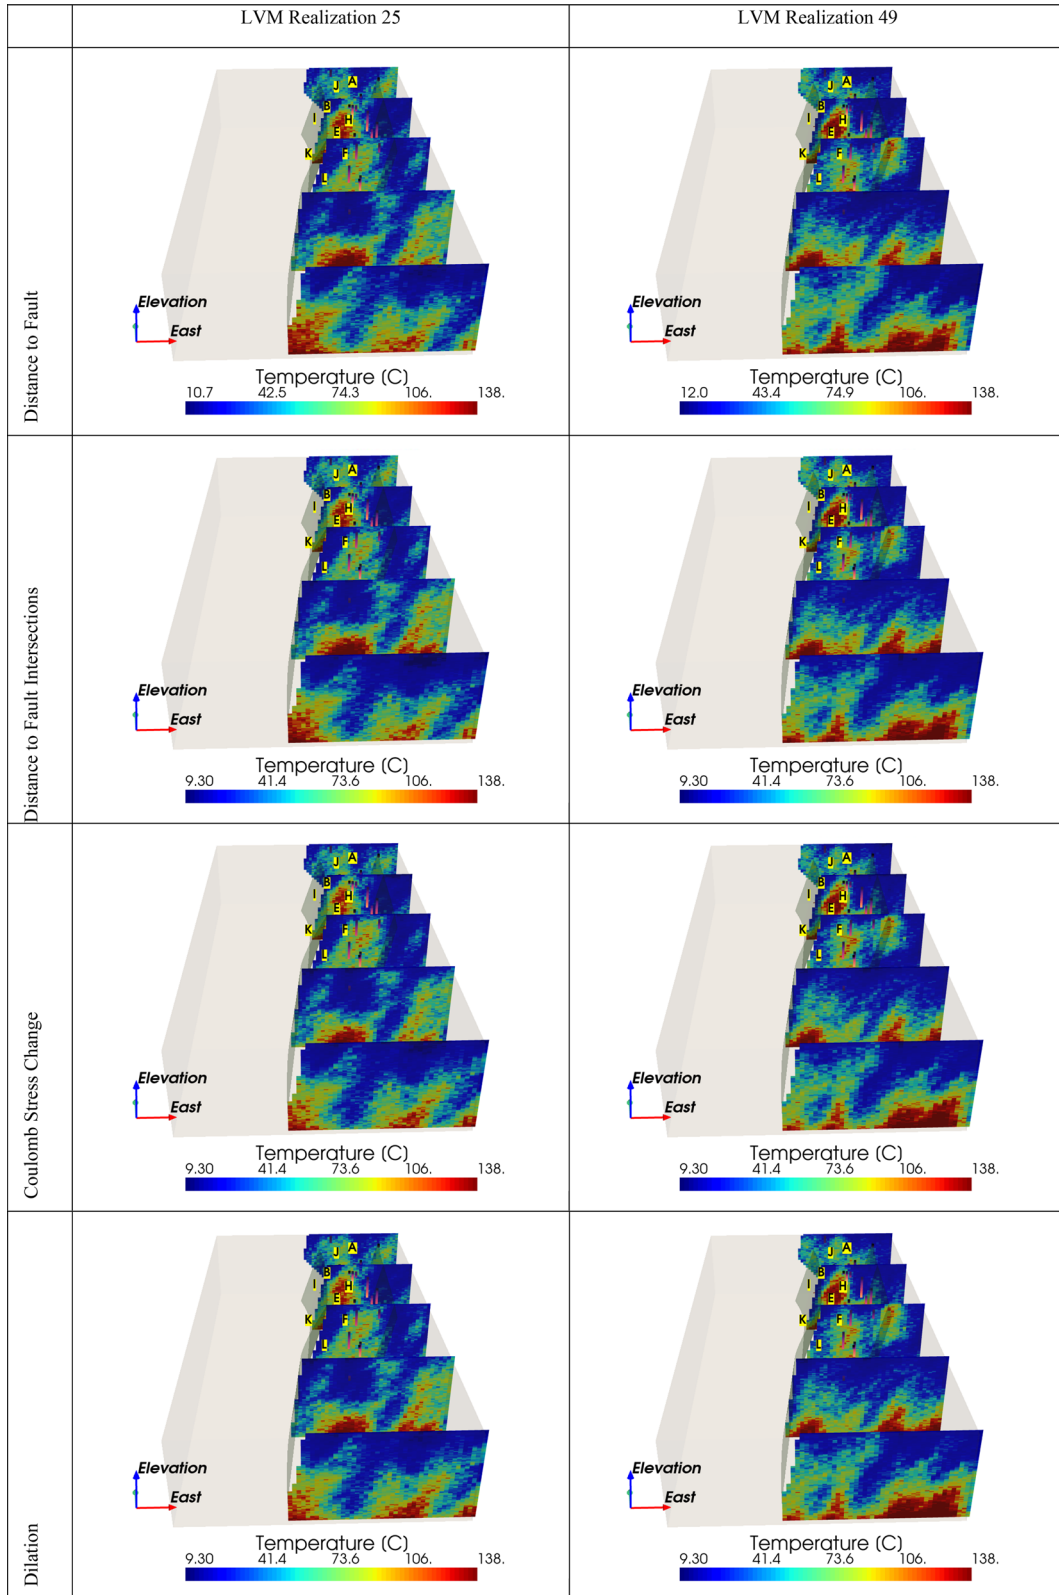 LVM Realization 25
LVM Realization 49
Distance to Fault
J A
B
I H
E
K F
L
Elevation
East
Temperature (C)
10.7 42.5 74.3 106. 138.
J A
B
I H
E
K F
L
Elevation
East
Temperature (C)
12.0 43.4 74.9 106. 138.
Distance to Fault Intersections
J A
B
I H
E
K F
L
Elevation
East
Temperature (C)
9.30 41.4 73.6 106. 138.
J A
B
I H
E
K F
L
Elevation
East
Temperature (C)
9.30 41.4 73.6 106. 138.
Coulomb Stress Change
J A
B
I H
E
K F
L
Elevation
East
Temperature (C)
9.30 41.4 73.6 106. 138.
J A
B
I H
E
K F
L
Elevation
East
Temperature (C)
9.30 41.4 73.6 106. 138.
Dilation
J A
B
I H
E
K F
L
Elevation
East
Temperature (C)
9.30 41.4 73.6 106. 138.
J A
B
I H
E
K F
L
Elevation
East
Temperature (C)
9.30 41.4 73.6 106. 138.